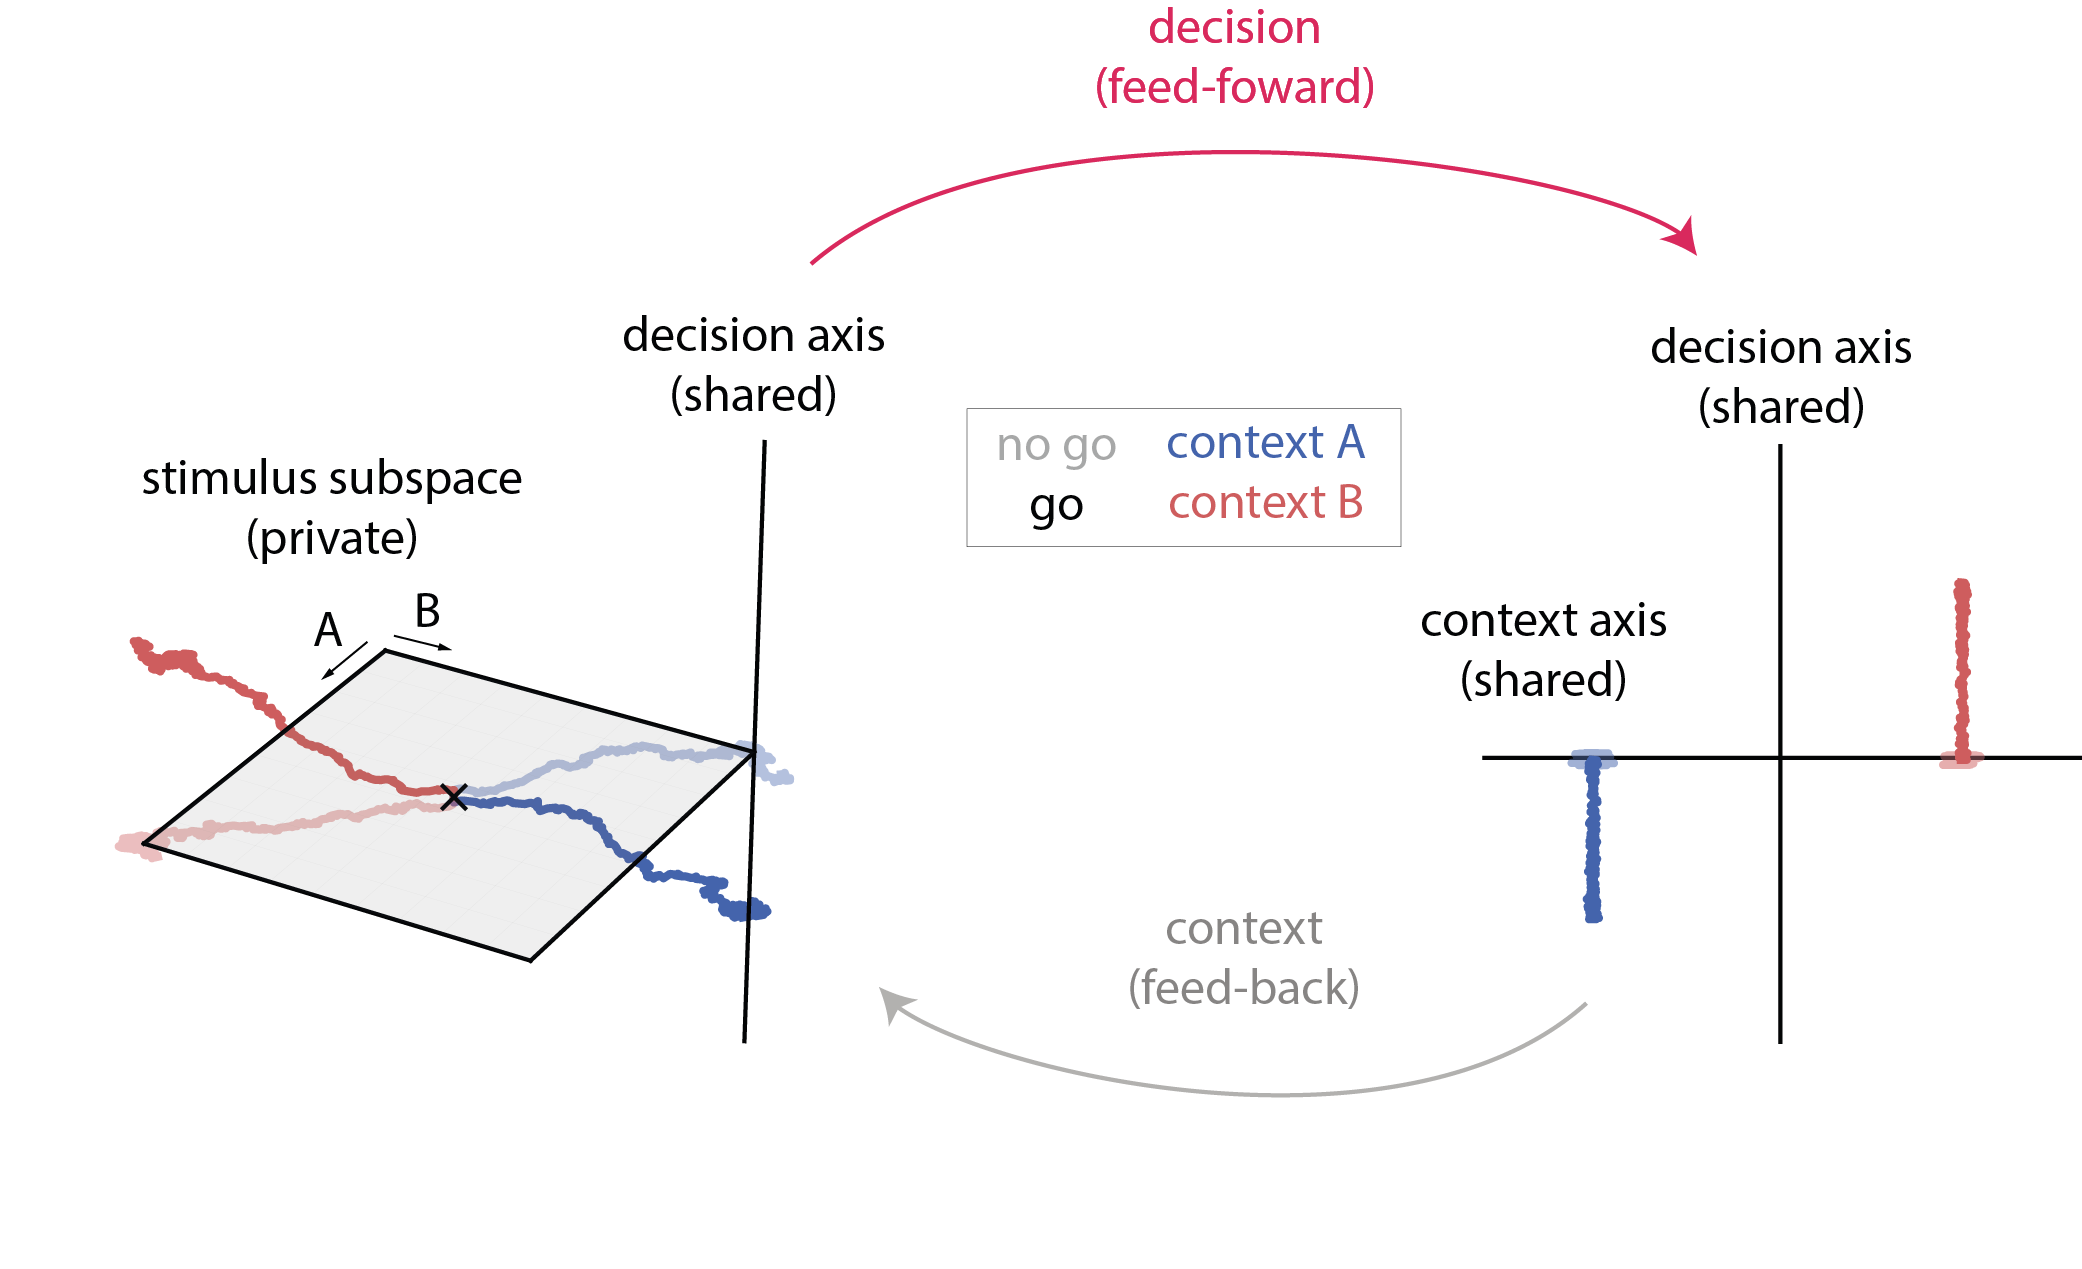 decision
(feed-foward)
decision axis
(shared)
decision axis
(shared)
no go
context A
go
context B
stimulus subspace
(private)
A
B
context axis
(shared)
context
(feed-back)